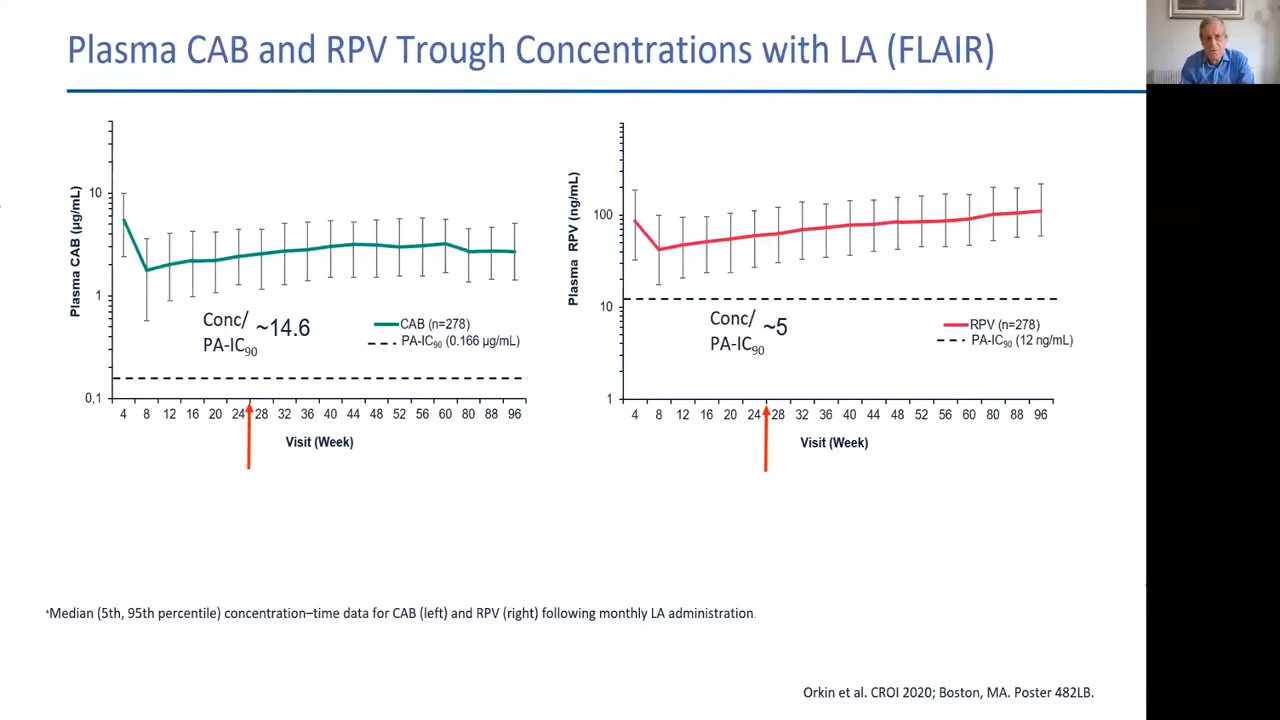 Plasma CAB and RPV Trough Concentrations with LA (FLAIR)
Plasma CAB (µg/mL)
10
1
0,1
Conc/
PA-IC90
~14.6
CAB (n=278)
PA-IC90 (0.166 µg/mL)
4 8 12 16 20 24 28 32 36 40 44 48 52 56 60 80 88 96
Visit (Week)
Plasma RPV (ng/mL)
100
10
1
Conc/
PA-IC90
~5
RPV (n=278)
PA-IC90 (12 ng/mL)
4 8 12 16 20 24 28 32 36 40 44 48 52 56 60 80 88 96
Visit (Week)
*Median (5th, 95th percentile) concentration–time data for CAB (left) and RPV (right) following monthly LA administration.
Orkin et al. CROI 2020; Boston, MA. Poster 482LB.